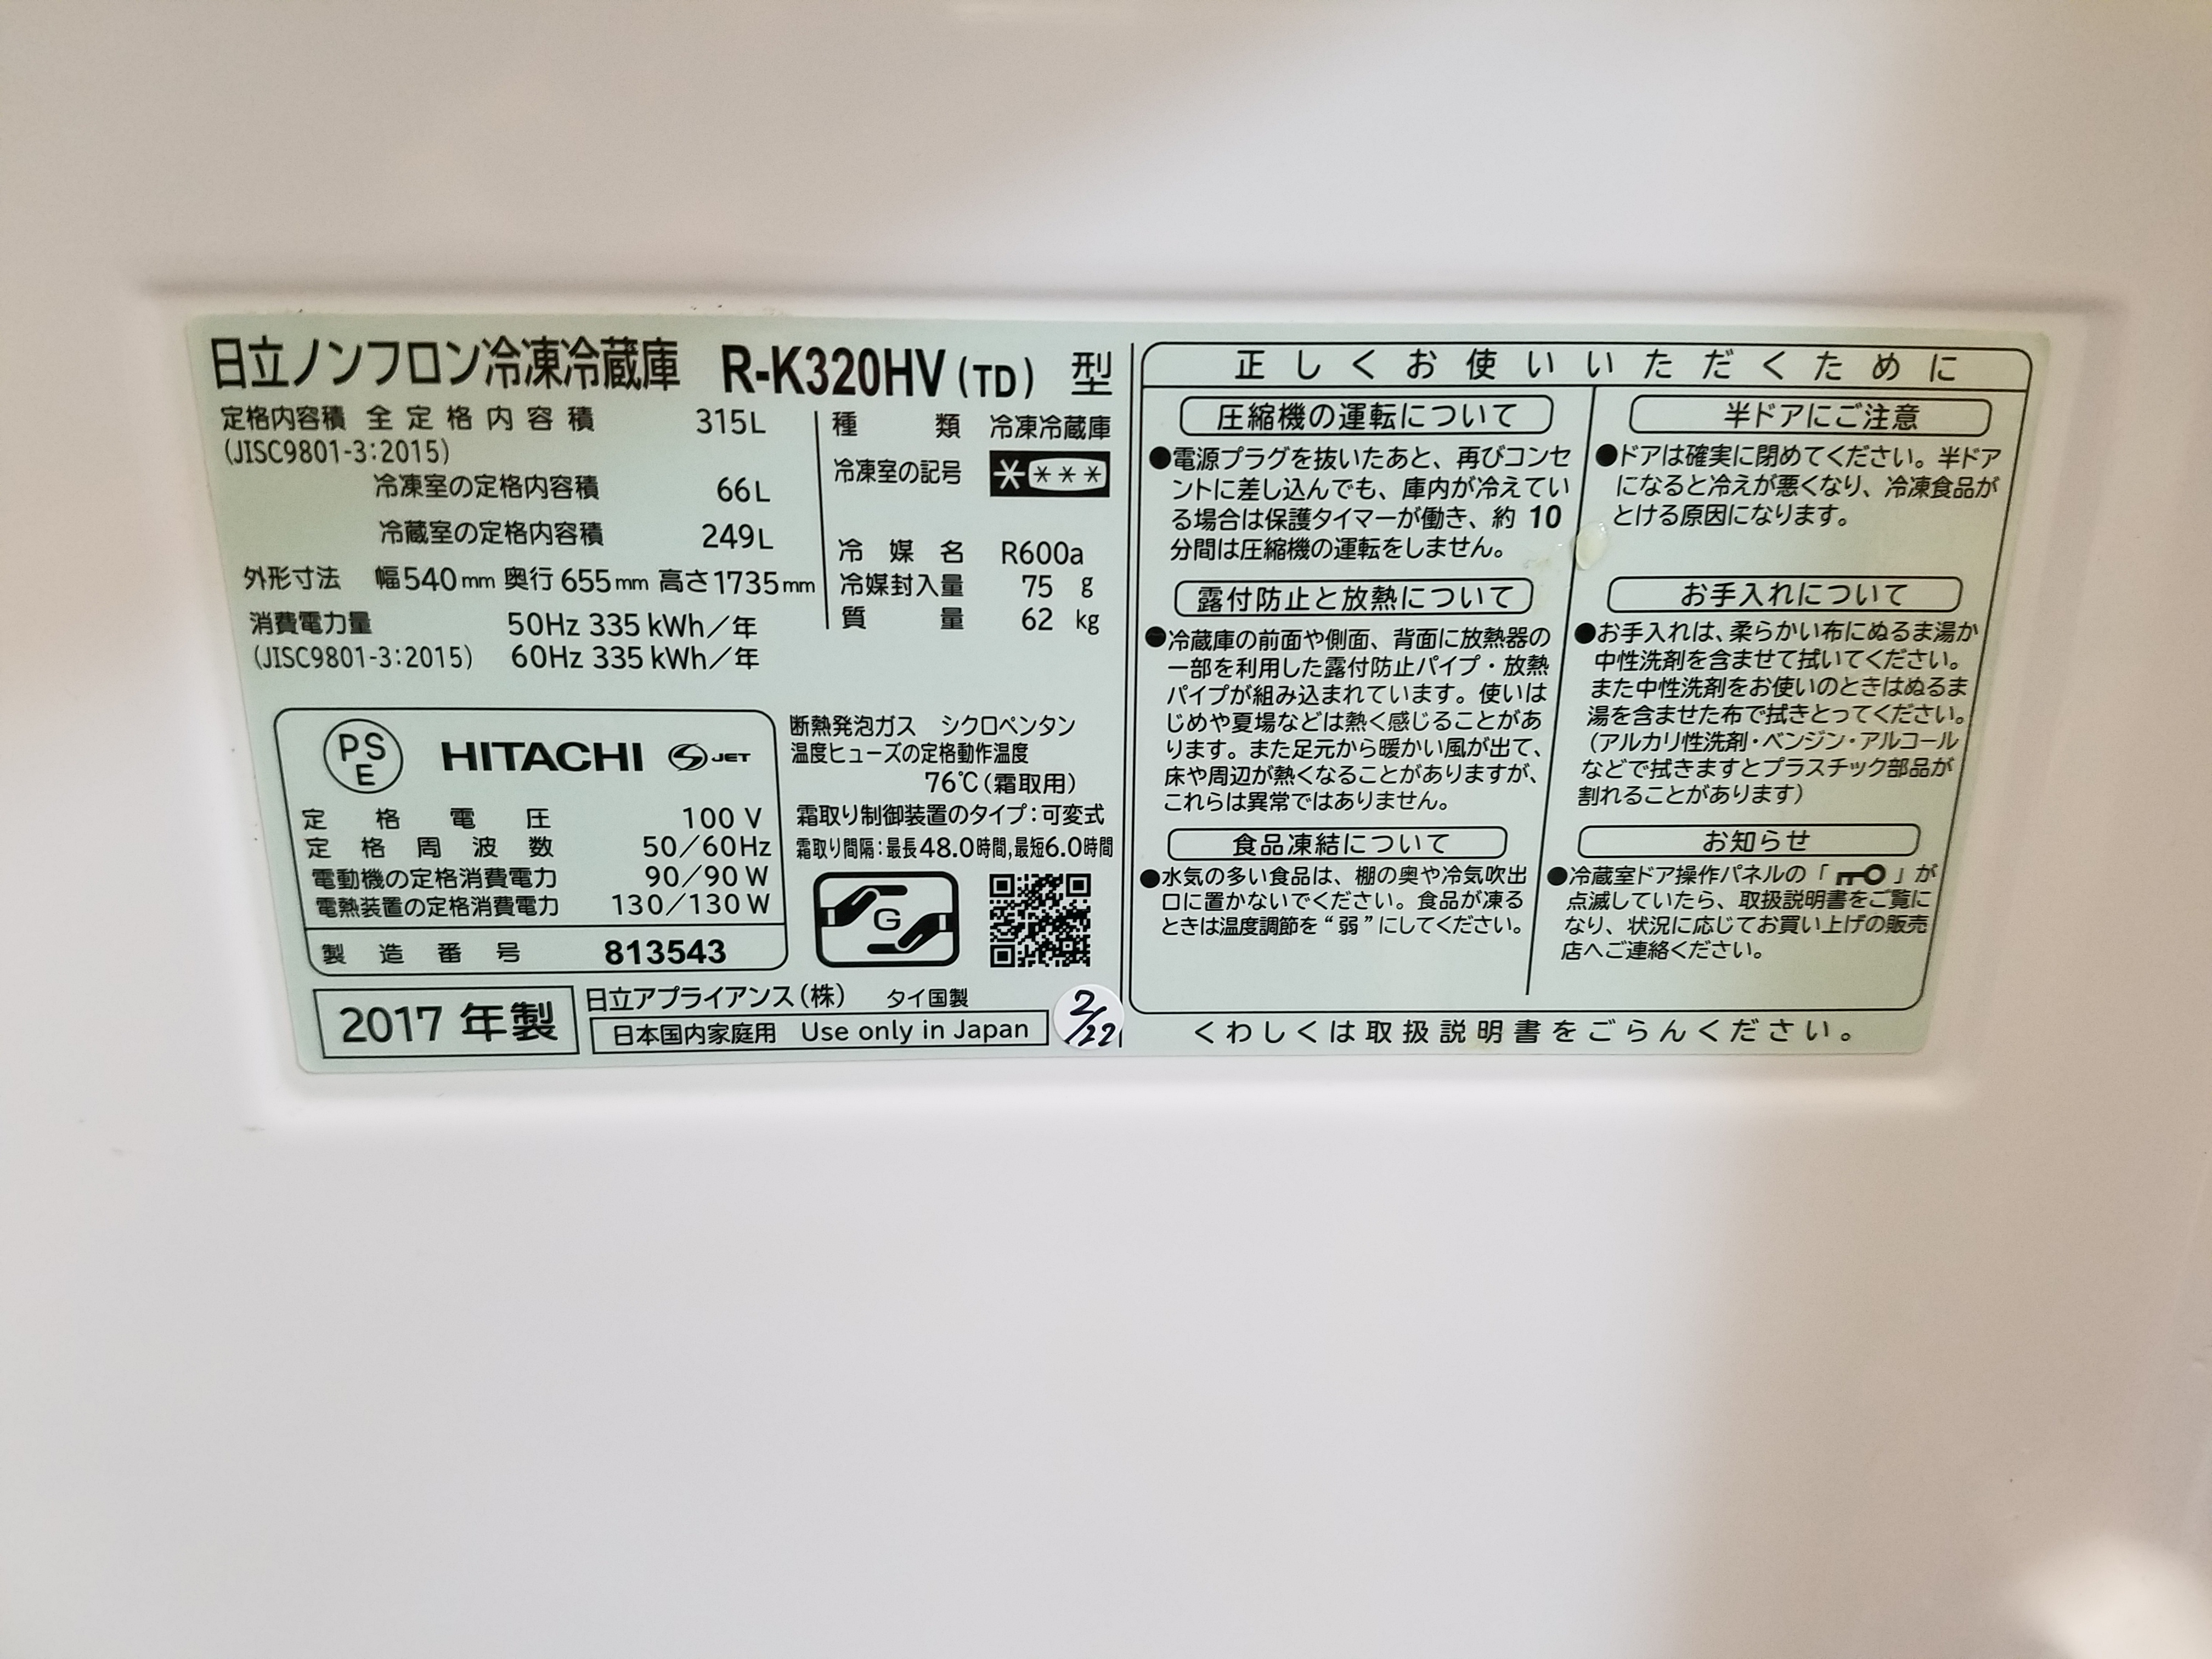 日立ノンフロン冷凍冷蔵庫 R-K320HV(TD) 型
定格内容積 全定格内容積 315L
(JISC9801-3:2015)
冷凍室の定格内容積 66L
冷蔵室の定格内容積 249L
外形寸法 幅540mm 奥行655mm 高さ1735mm
消費電力量 50Hz 335kWh/年
(JISC9801-3:2015) 60Hz 335kWh/年
種類 冷凍冷蔵庫
冷凍室の記号 ****
冷媒名 R600a
冷媒封入量 75 g
質量 62 kg
PS
E
HITACHI S JET
定格電圧 100V
定格周波数 50/60Hz
電動機の定格消費電力 90/90W
電熱装置の定格消費電力 130/130W
製造番号 813543
断熱発泡ガス シクロペンタン
温度ヒューズの定格動作温度
76℃(霜取用)
霜取り制御装置のタイプ:可変式
霜取り間隔:最長48.0時間,最短6.0時間
G
2017年製
日立アプライアンス(株) タイ国製
日本国内家庭用 Use only in Japan
2/22
正しくお使いいただくために
圧縮機の運転について
●電源プラグを抜いたあと、再びコンセ
ントに差し込んでも、庫内が冷えてい
る場合は保護タイマーが働き、約 10
分間は圧縮機の運転をしません。
露付防止と放熱について
●冷蔵庫の前面や側面、背面に放熱器の
一部を利用した露付防止パイプ・放熱
パイプが組み込まれています。使いは
じめや夏場などは熱く感じることがあ
ります。また足元から暖かい風が出て、
床や周辺が熱くなることがありますが、
これらは異常ではありません。
食品凍結について
●水気の多い食品は、棚の奥や冷気吹出
口に置かないでください。食品が凍る
ときは温度調節を“弱”にしてください。
半ドアにご注意
●ドアは確実に閉めてください。半ドア
になると冷えが悪くなり、冷凍食品が
とける原因になります。
お手入れについて
●お手入れは、柔らかい布にぬるま湯か
中性洗剤を含ませて拭いてください。
また中性洗剤をお使いのときはぬるま
湯を含ませた布で拭きとってください。
(アルカリ性洗剤・ベンジン・アルコール
などで拭きますとプラスチック部品が
割れることがあります)
お知らせ
●冷蔵室ドア操作パネルの「 」が
点滅していたら、取扱説明書をご覧に
なり、状況に応じてお買い上げの販売
店へご連絡ください。
くわしくは取扱説明書をごらんください。